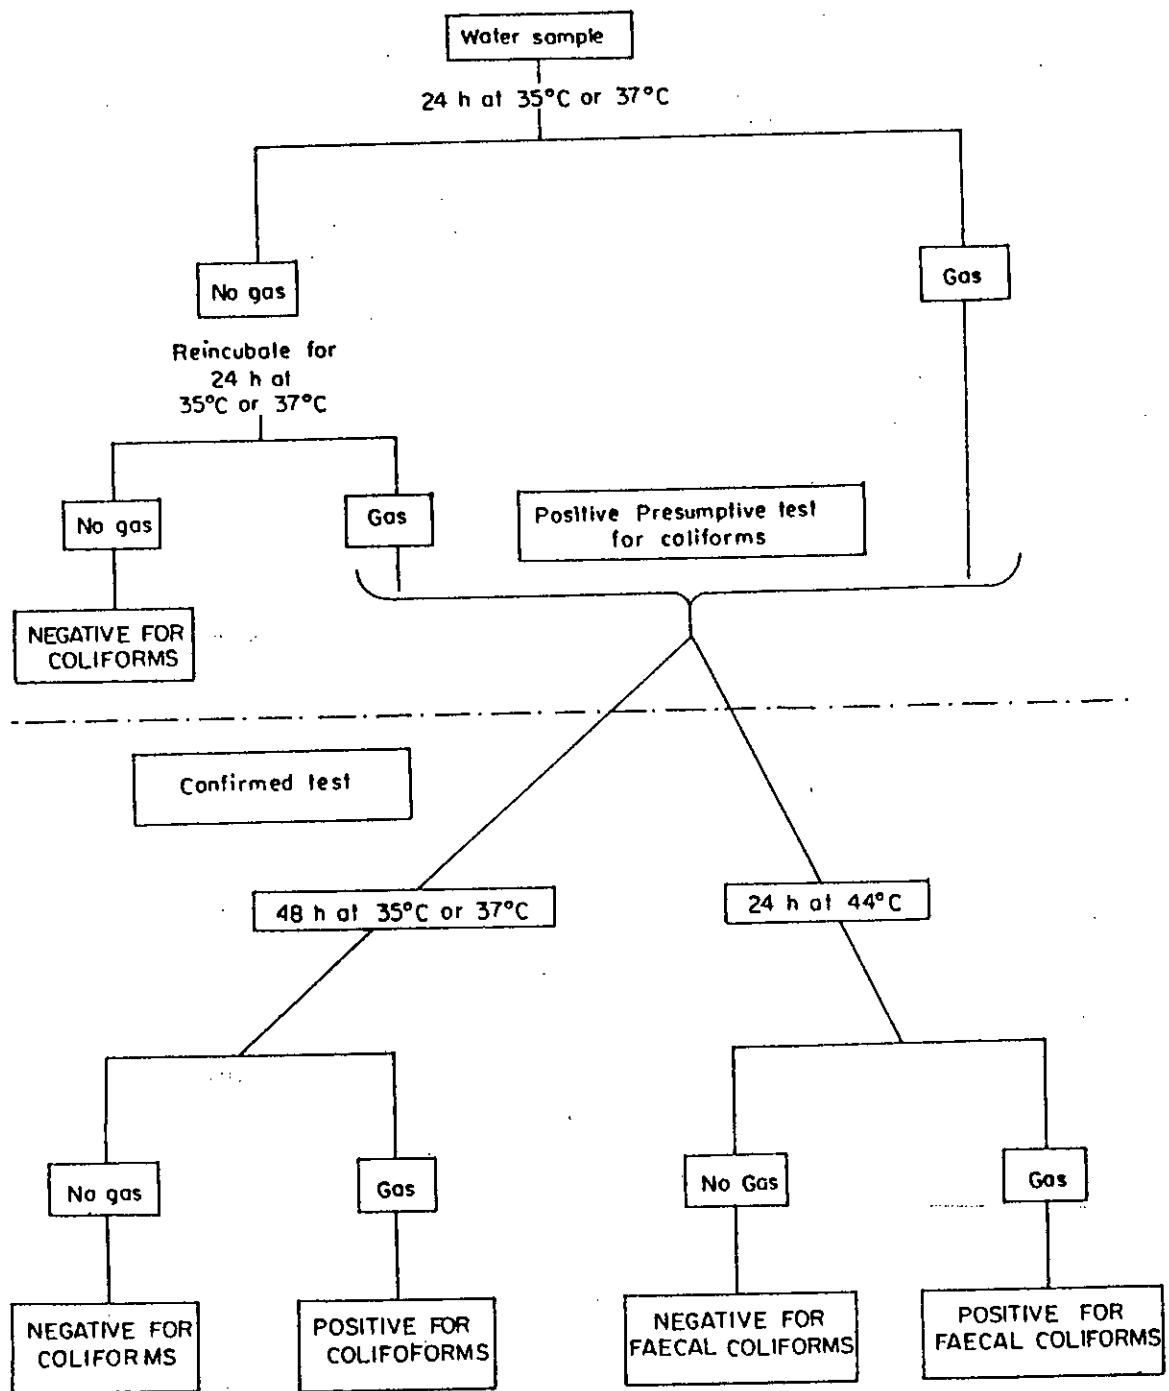 Water sample
24 h at 35°C or 37°C
No gas
Gas
Reincubale for
24 h at
35°C or 37°C
No gas
Gas
Positive Presumptive test
for coliforms
NEGATIVE FOR
COLIFORMS
Confirmed test
48 h at 35°C or 37°C
24 h at 44°C
No gas
Gas
No Gas
Gas
NEGATIVE FOR
COLIFORMS
POSITIVE FOR
COLIFOFORMS
NEGATIVE FOR
FAECAL COLIFORMS
POSITIVE FOR
FAECAL COLIFORMS